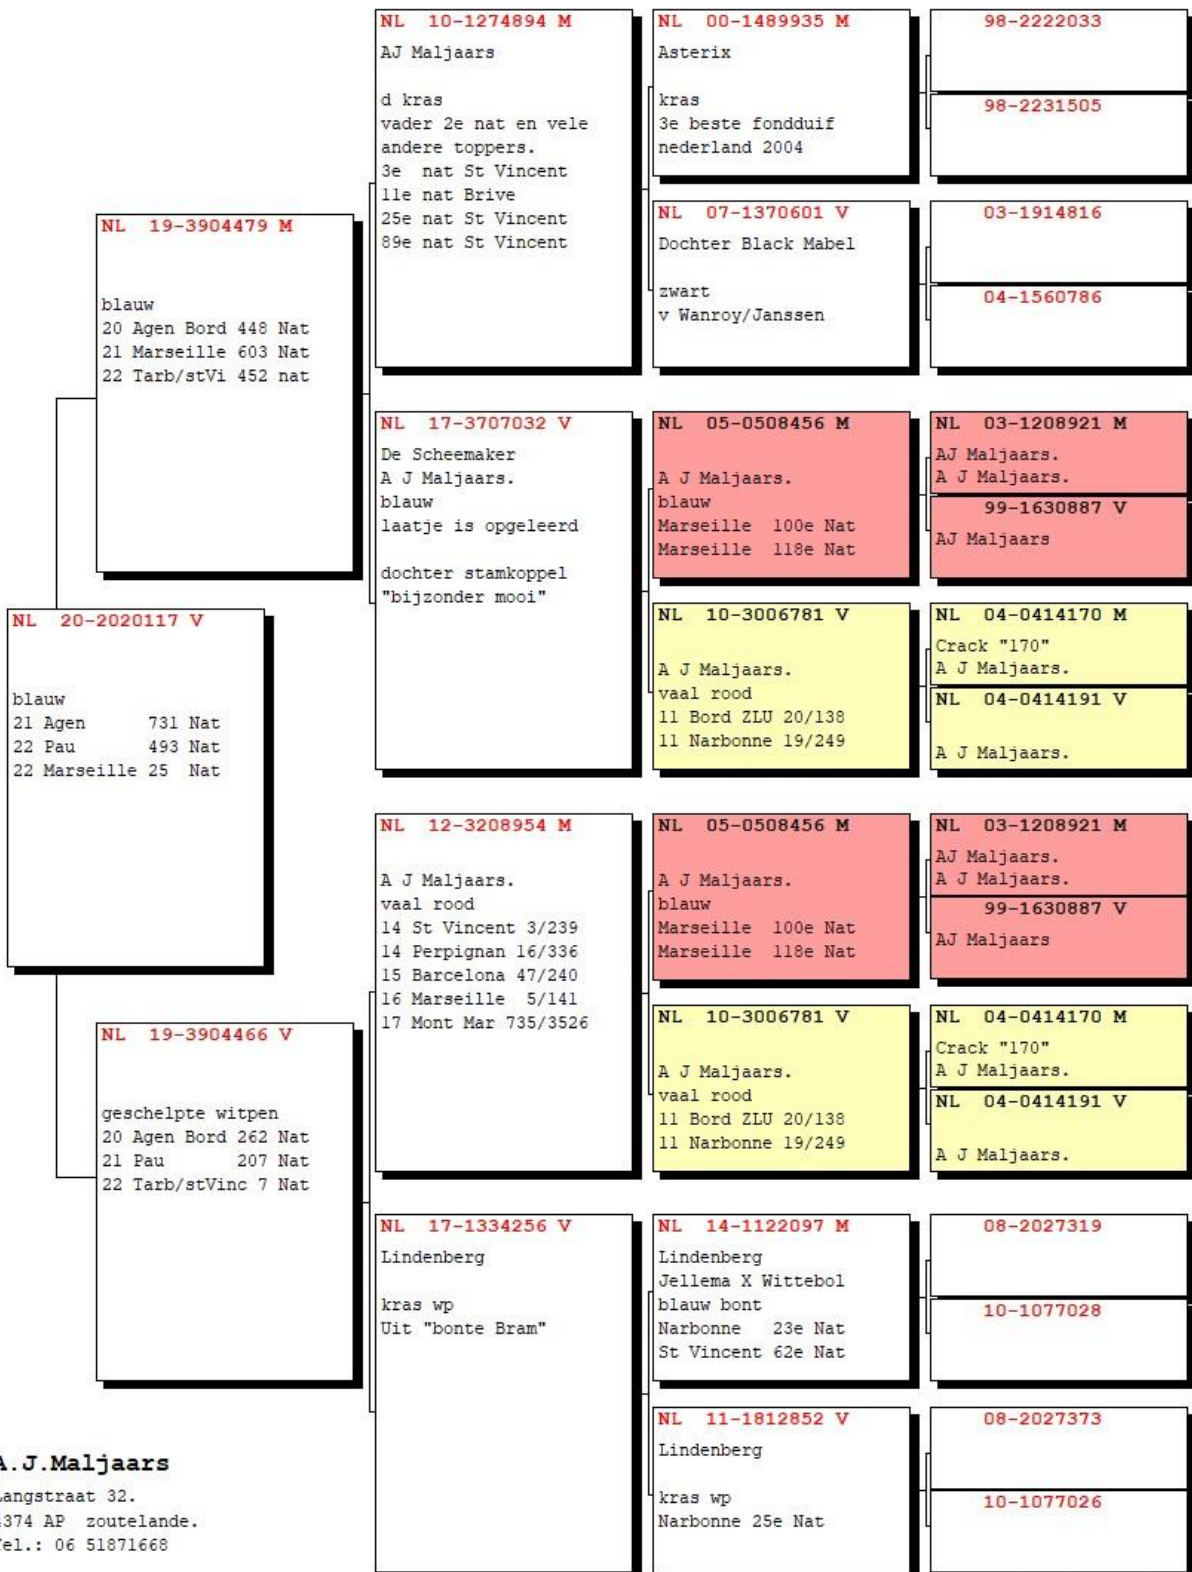 NL 20-2020117 V
blauw
21 Agen 731 Nat
22 Pau 493 Nat
22 Marseille 25 Nat
NL 19-3904479 M
blauw
20 Agen Bord 448 Nat
21 Marseille 603 Nat
22 Tarb/stVi 452 nat
NL 19-3904466 V
geschelpte witpen
20 Agen Bord 262 Nat
21 Pau 207 Nat
22 Tarb/stVinc 7 Nat
NL 10-1274894 M
AJ Maljaars
d kras
vader 2e nat en vele
andere toppers.
3e nat St Vincent
11e nat Brive
25e nat St Vincent
89e nat St Vincent
NL 17-3707032 V
De Scheemaker
A J Maljaars.
blauw
laatje is opgeleerd
dochter stamkoppel
"bijzonder mooi"
NL 12-3208954 M
A J Maljaars.
vaal rood
14 St Vincent 3/239
14 Perpignan 16/336
15 Barcelona 47/240
16 Marseille 5/141
17 Mont Mar 735/3526
NL 17-1334256 V
Lindenberg
kras wp
Uit "bonte Bram"
NL 00-1489935 M
Asterix
kras
3e beste fondduif
nederland 2004
NL 07-1370601 V
Dochter Black Mabel
zwart
v Wanroy/Janssen
NL 05-0508456 M
A J Maljaars.
blauw
Marseille 100e Nat
Marseille 118e Nat
NL 10-3006781 V
A J Maljaars.
vaal rood
11 Bord ZLU 20/138
11 Narbonne 19/249
NL 05-0508456 M
A J Maljaars.
blauw
Marseille 100e Nat
Marseille 118e Nat
NL 10-3006781 V
A J Maljaars.
vaal rood
11 Bord ZLU 20/138
11 Narbonne 19/249
NL 14-1122097 M
Lindenberg
Jellema X Wittebol
blauw bont
Narbonne 23e Nat
St Vincent 62e Nat
NL 11-1812852 V
Lindenberg
kras wp
Narbonne 25e Nat
98-2222033
98-2231505
03-1914816
04-1560786
NL 03-1208921 M
AJ Maljaars.
A J Maljaars.
99-1630887 V
AJ Maljaars
NL 04-0414170 M
Crack "170"
A J Maljaars.
NL 04-0414191 V
A J Maljaars.
NL 03-1208921 M
AJ Maljaars.
A J Maljaars.
99-1630887 V
AJ Maljaars
NL 04-0414170 M
Crack "170"
A J Maljaars.
NL 04-0414191 V
A J Maljaars.
08-2027319
10-1077028
08-2027373
10-1077026
A.J.Maljaars
Langstraat 32.
374 AP zoutelande.
Tel.: 06 51871668